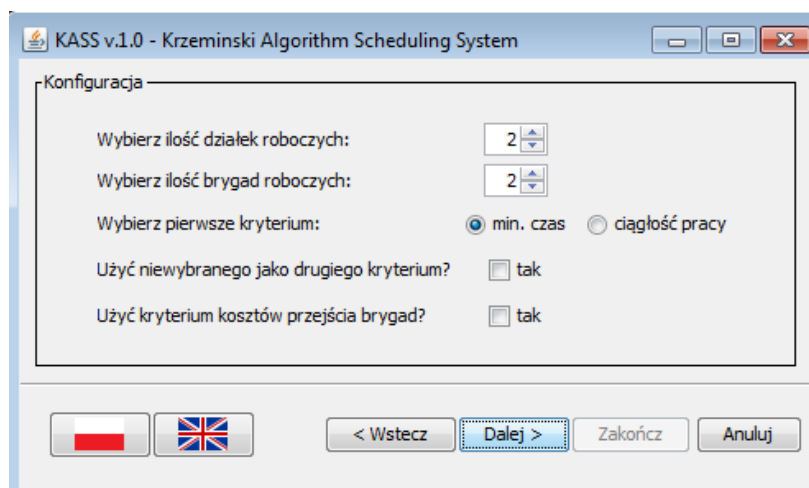 KASS v.1.0 - Krzeminski Algorithm Scheduling System
Konfiguracja
Wybierz ilość działek roboczych: 2
Wybierz ilość brygad roboczych: 2
Wybierz pierwsze kryterium: min. czas ciągłość pracy
Użyć niewybranego jako drugiego kryterium? tak
Użyć kryterium kosztów przejścia brygad? tak
< Wstecz Dalej > Zakończ Anuluj